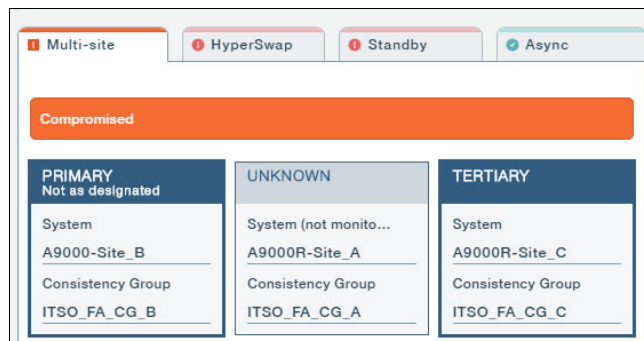 Multi-site
HyperSwap
Standby
Async
Compromised
PRIMARY
Not as designated
System
A9000-Site_B
Consistency Group
ITSO_FA_CG_B
UNKNOWN
System (not monito...
A9000R-Site_A
Consistency Group
ITSO_FA_CG_A
TERTIARY
System
A9000R-Site_C
Consistency Group
ITSO_FA_CG_C